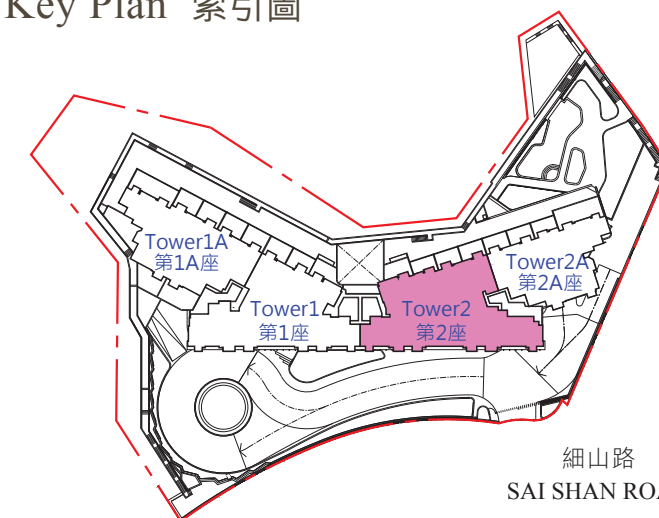 Key Plan 索引圖
Tower1A
第1A座
Tower2A
第2A座
Tower1
第1座
Tower2
第2座
細山路
SAI SHAN ROA